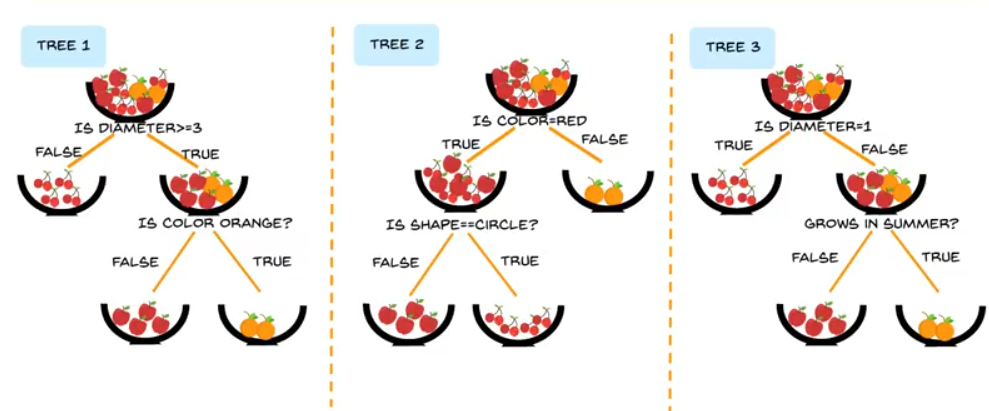 TREE 1
IS DIAMETER>=3
FALSE
TRUE
IS COLOR ORANGE?
FALSE
TRUE
TREE 2
IS COLOR=RED
TRUE
FALSE
IS SHAPE==CIRCLE?
FALSE
TRUE
TREE 3
IS DIAMETER=1
TRUE
FALSE
GROWS IN SUMMER?
FALSE
TRUE